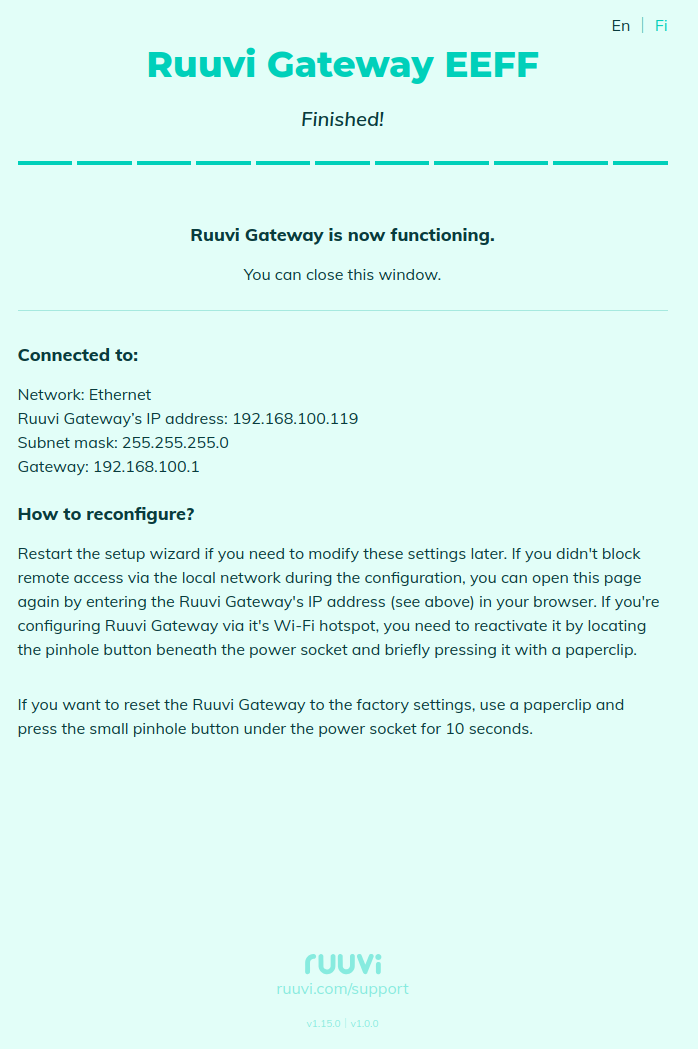 En | Fi
Ruuvi Gateway EEFF
Finished!
Ruuvi Gateway is now functioning.
You can close this window.
Connected to:
Network: Ethernet
Ruuvi Gateway’s IP address: 192.168.100.119
Subnet mask: 255.255.255.0
Gateway: 192.168.100.1
How to reconfigure?
Restart the setup wizard if you need to modify these settings later. If you didn't block
remote access via the local network during the configuration, you can open this page
again by entering the Ruuvi Gateway's IP address (see above) in your browser. If you're
configuring Ruuvi Gateway via it's Wi-Fi hotspot, you need to reactivate it by locating
the pinhole button beneath the power socket and briefly pressing it with a paperclip.
If you want to reset the Ruuvi Gateway to the factory settings, use a paperclip and
press the small pinhole button under the power socket for 10 seconds.
ruuvi
ruuvi.com/support
v1.15.0 | v1.0.0